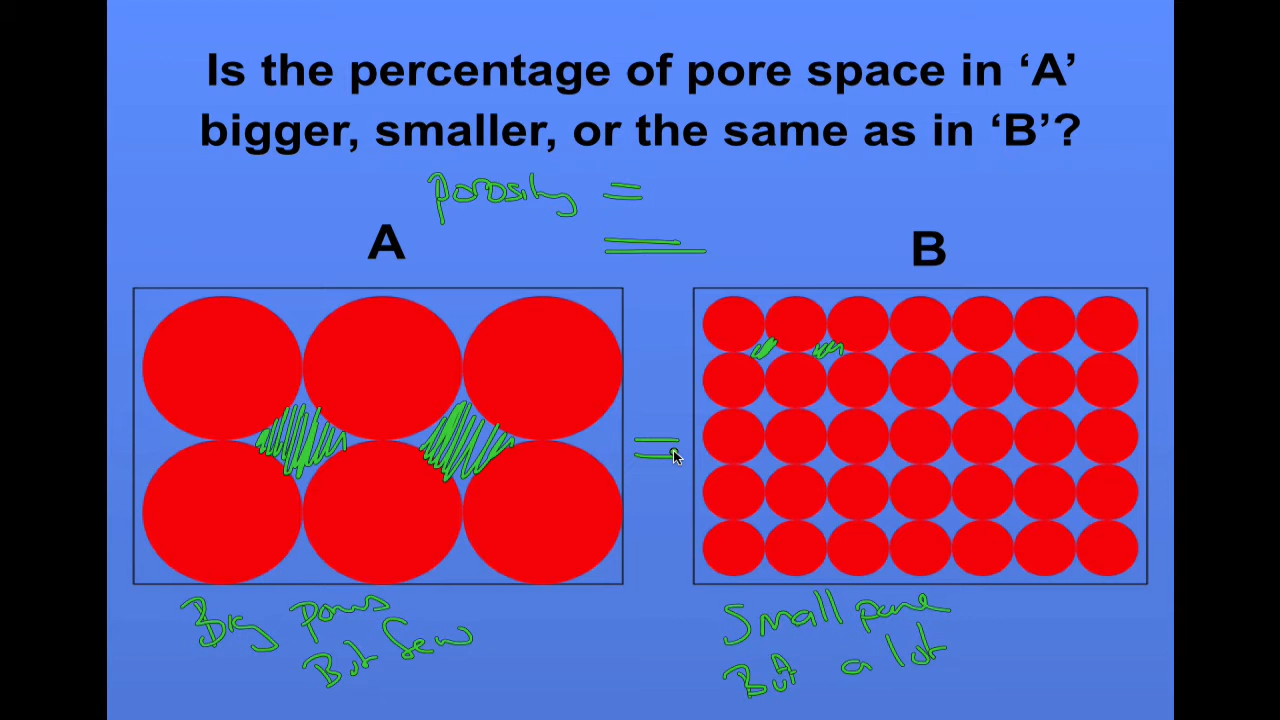 Is the percentage of pore space in ‘A’
bigger, smaller, or the same as in ‘B’?
porosity =
A
B
=
Big pores
But few
Small pore
But a lot